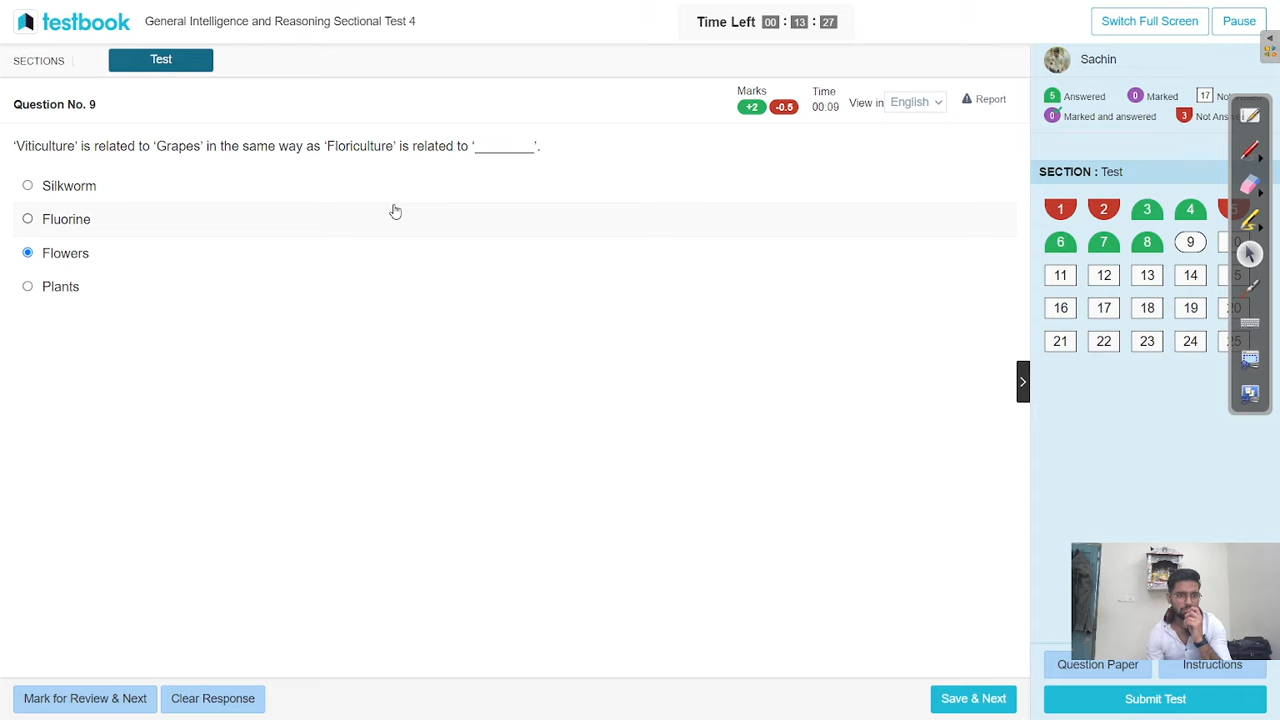 testbook
General Intelligence and Reasoning Sectional Test 4
Time Left 00 : 13 : 27
Switch Full Screen
Pause
SECTIONS
Test
Sachin
Question No. 9
Marks
+2 -0.5
Time
00:09
View in English
Report
5 Answered
0 Marked
17
0 Marked and answered
3
SECTION : Test
‘Viticulture’ is related to ‘Grapes’ in the same way as ‘Floriculture’ is related to ‘________’.
Silkworm
Fluorine
Flowers
Plants
1 2 3 4 5
6 7 8 9
11 12 13 14
16 17 18 19 20
21 22 23 24 25
Question Paper
Instructions
Mark for Review & Next
Clear Response
Save & Next
Submit Test